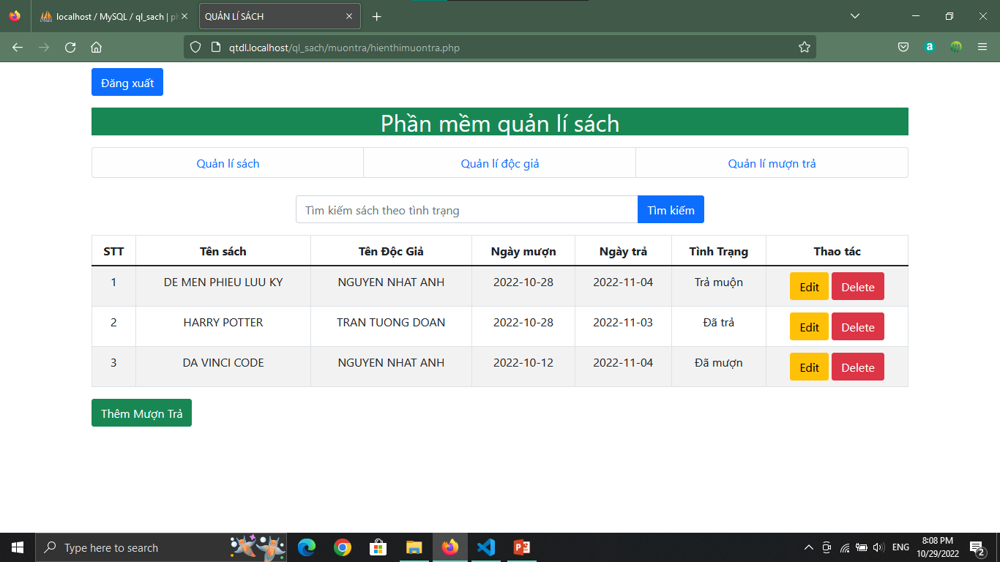 localhost / MySQL / ql_sach | ph
QUẢN LÍ SÁCH
qtdl.localhost/ql_sach/muontra/hienthimuontra.php
Đăng xuất
Phần mềm quản lí sách
Quản lí sách Quản lí độc giả Quản lí mượn trả
Tìm kiếm sách theo tình trạng Tìm kiếm
STT Tên sách Tên Độc Giả Ngày mượn Ngày trả Tình Trạng Thao tác
1 DE MEN PHIEU LUU KY NGUYEN NHAT ANH 2022-10-28 2022-11-04 Trả muộn Edit Delete
2 HARRY POTTER TRAN TUONG DOAN 2022-10-28 2022-11-03 Đã trả Edit Delete
3 DA VINCI CODE NGUYEN NHAT ANH 2022-10-12 2022-11-04 Đã mượn Edit Delete
Thêm Mượn Trả
Type here to search
ENG
8:08 PM
10/29/2022
2